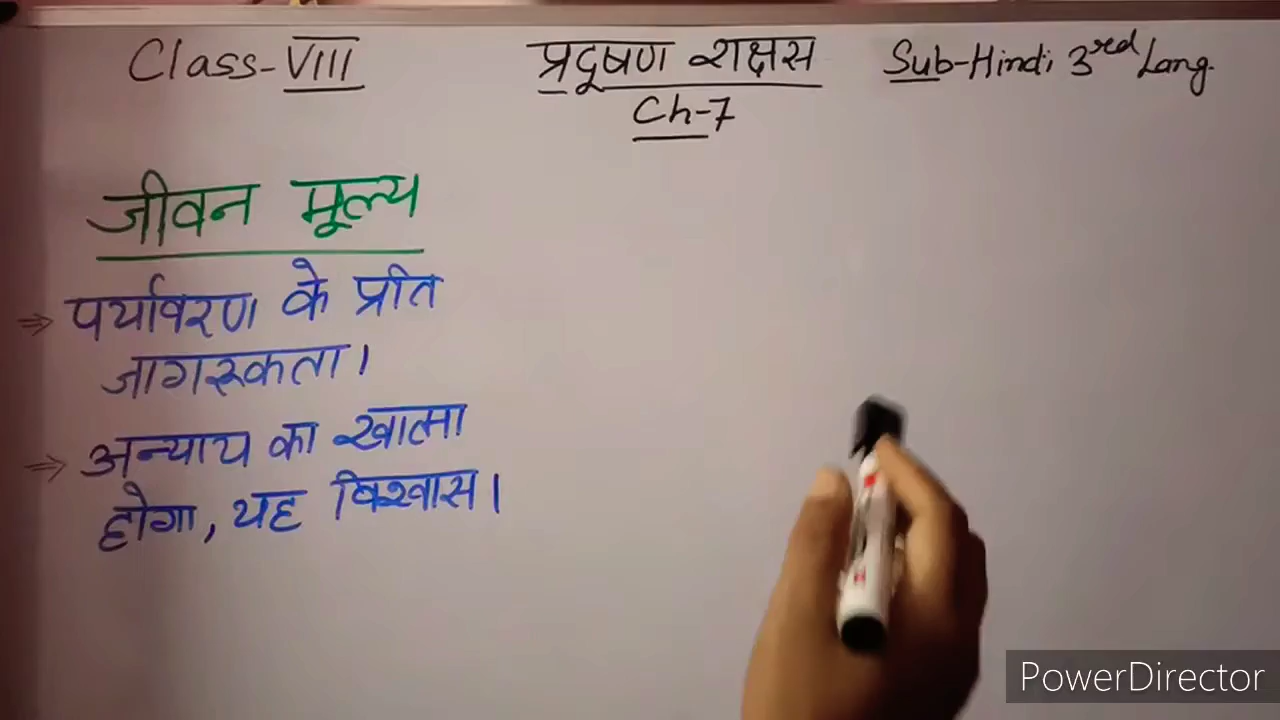 Class-VIII
प्रदूषण राक्षस
Sub-Hindi 3rd Lang.
Ch-7
जीवन मूल्य
⇒ पर्यावरण के प्रति
जागरूकता।
⇒ अन्याय का खात्मा
होगा, यह विश्वास।
PowerDirector